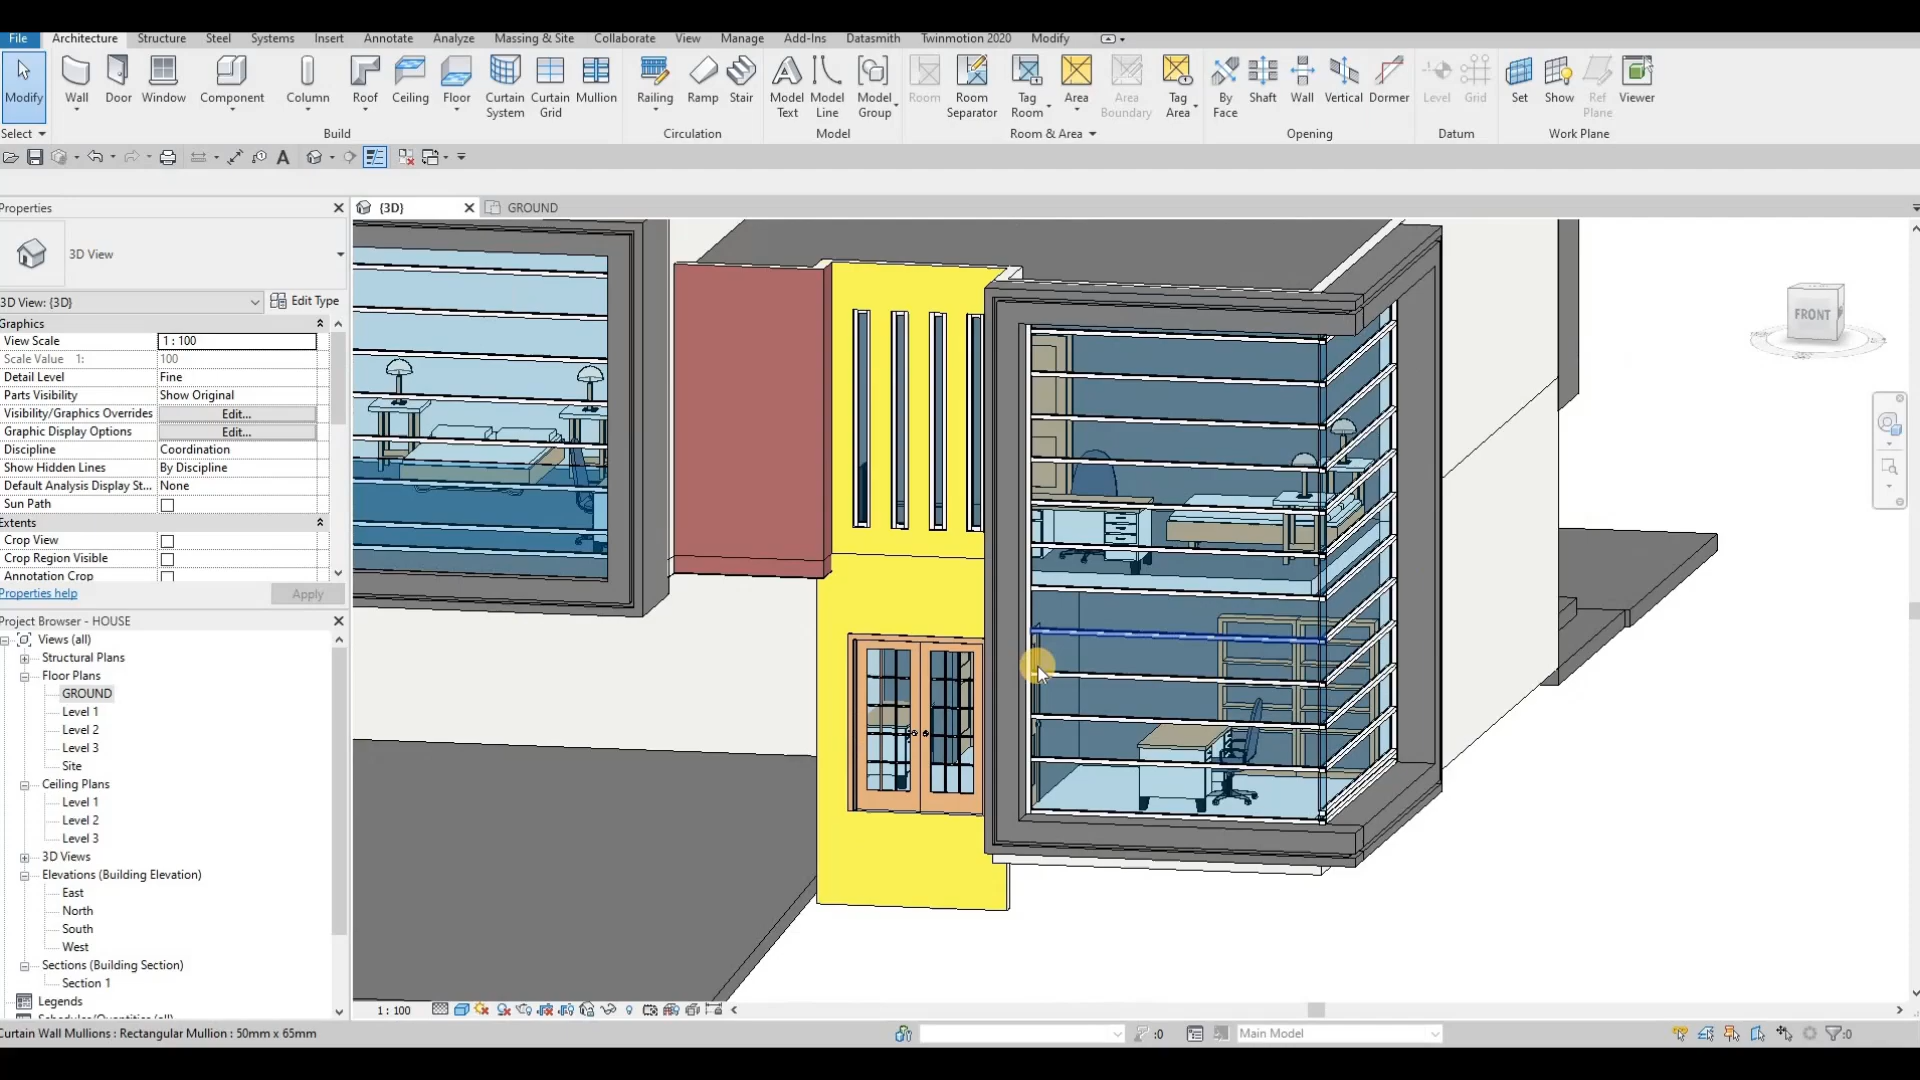 File Architecture Structure Steel Systems Insert Annotate Analyze Massing & Site Collaborate View Manage Add-Ins Datasmith Twinmotion 2020 Modify
Modify Wall Door Window Component Column Roof Ceiling Floor Curtain System Curtain Grid Mullion Railing Ramp Stair Model Text Model Line Model Group Room Room Separator Tag Room Area Area Boundary Tag Area By Face Shaft Wall Vertical Dormer Level Grid Set Show Ref Plane Viewer
Select Build Circulation Model Room & Area Opening Datum Work Plane
Properties
{3D} GROUND
3D View
3D View: {3D} Edit Type
Graphics
View Scale 1 : 100
Scale Value 1: 100
Detail Level Fine
Parts Visibility Show Original
Visibility/Graphics Overrides Edit...
Graphic Display Options Edit...
Discipline Coordination
Show Hidden Lines By Discipline
Default Analysis Display St... None
Sun Path
Extents
Crop View
Crop Region Visible
Annotation Crop
Properties help Apply
Project Browser - HOUSE
Views (all)
Structural Plans
Floor Plans
GROUND
Level 1
Level 2
Level 3
Site
Ceiling Plans
Level 1
Level 2
Level 3
3D Views
Elevations (Building Elevation)
East
North
South
West
Sections (Building Section)
Section 1
Legends
Schedules/Quantities (all)
FRONT
1 : 100
Curtain Wall Mullions : Rectangular Mullion : 50mm x 65mm
:0
Main Model
:0